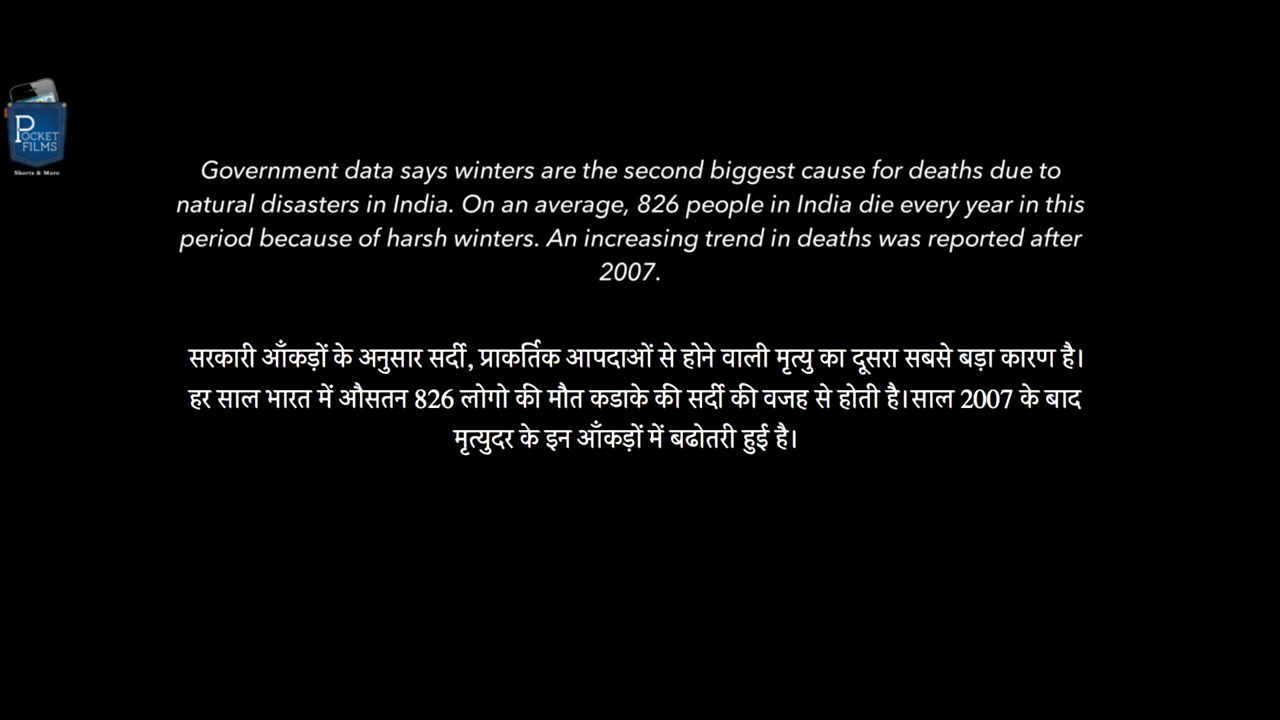 POCKET
FILMS
Shorts & More
Government data says winters are the second biggest cause for deaths due to
natural disasters in India. On an average, 826 people in India die every year in this
period because of harsh winters. An increasing trend in deaths was reported after
2007.
सरकारी आँकड़ों के अनुसार सर्दी, प्राकर्तिक आपदाओं से होने वाली मृत्यु का दूसरा सबसे बड़ा कारण है।
हर साल भारत में औसतन 826 लोगो की मौत कडाके की सर्दी की वजह से होती है।साल 2007 के बाद
मृत्युदर के इन आँकड़ों में बढोतरी हुई है।